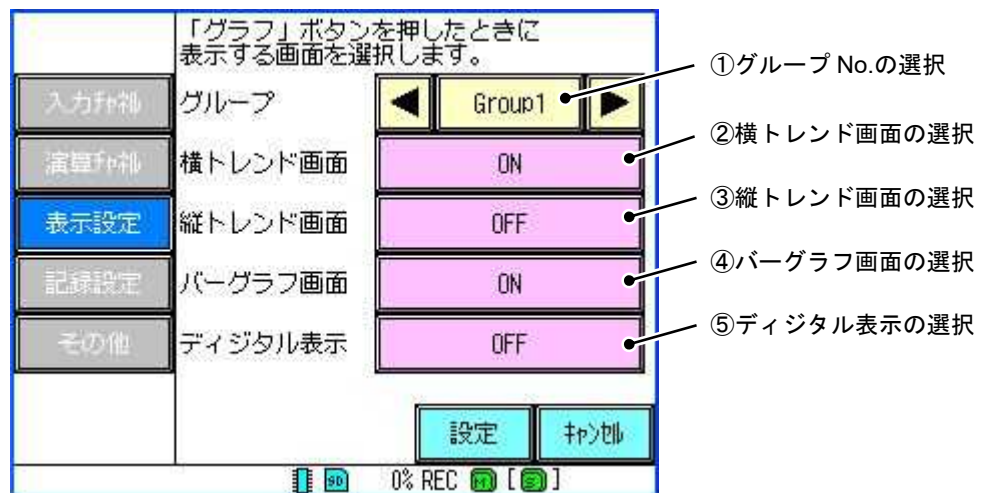 「グラフ」ボタンを押したときに
表示する画面を選択します。
入力ﾁｬﾈﾙ
グループ
Group1
①グループ No.の選択
演算ﾁｬﾈﾙ
横トレンド画面
ON
②横トレンド画面の選択
表示設定
縦トレンド画面
OFF
③縦トレンド画面の選択
記録設定
バーグラフ画面
ON
④バーグラフ画面の選択
その他
ディジタル表示
OFF
⑤ディジタル表示の選択
設定
ｷｬﾝｾﾙ
SD 0% REC M [ S ]